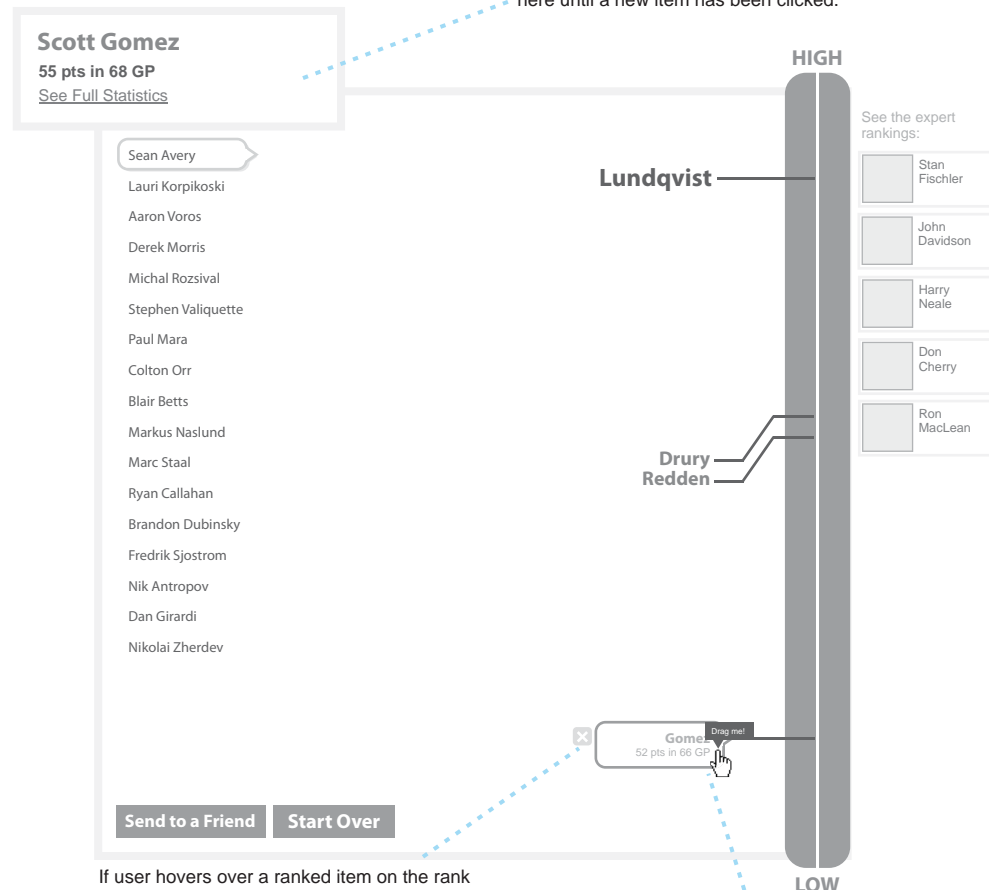 here until a new item has been clicked.
Scott Gomez
55 pts in 68 GP
See Full Statistics
HIGH
See the expert
rankings:
Sean Avery
Lauri Korpikoski
Aaron Voros
Derek Morris
Michal Rozsival
Stephen Valiquette
Paul Mara
Colton Orr
Blair Betts
Markus Naslund
Marc Staal
Ryan Callahan
Brandon Dubinsky
Fredrik Sjostrom
Nik Antropov
Dan Girardi
Nikolai Zherdev
Lundqvist
Drury
Redden
Stan
Fischler
John
Davidson
Harry
Neale
Don
Cherry
Ron
MacLean
Gomez
52 pts in 66 GP
Drag me!
Send to a Friend
Start Over
If user hovers over a ranked item on the rank
LOW